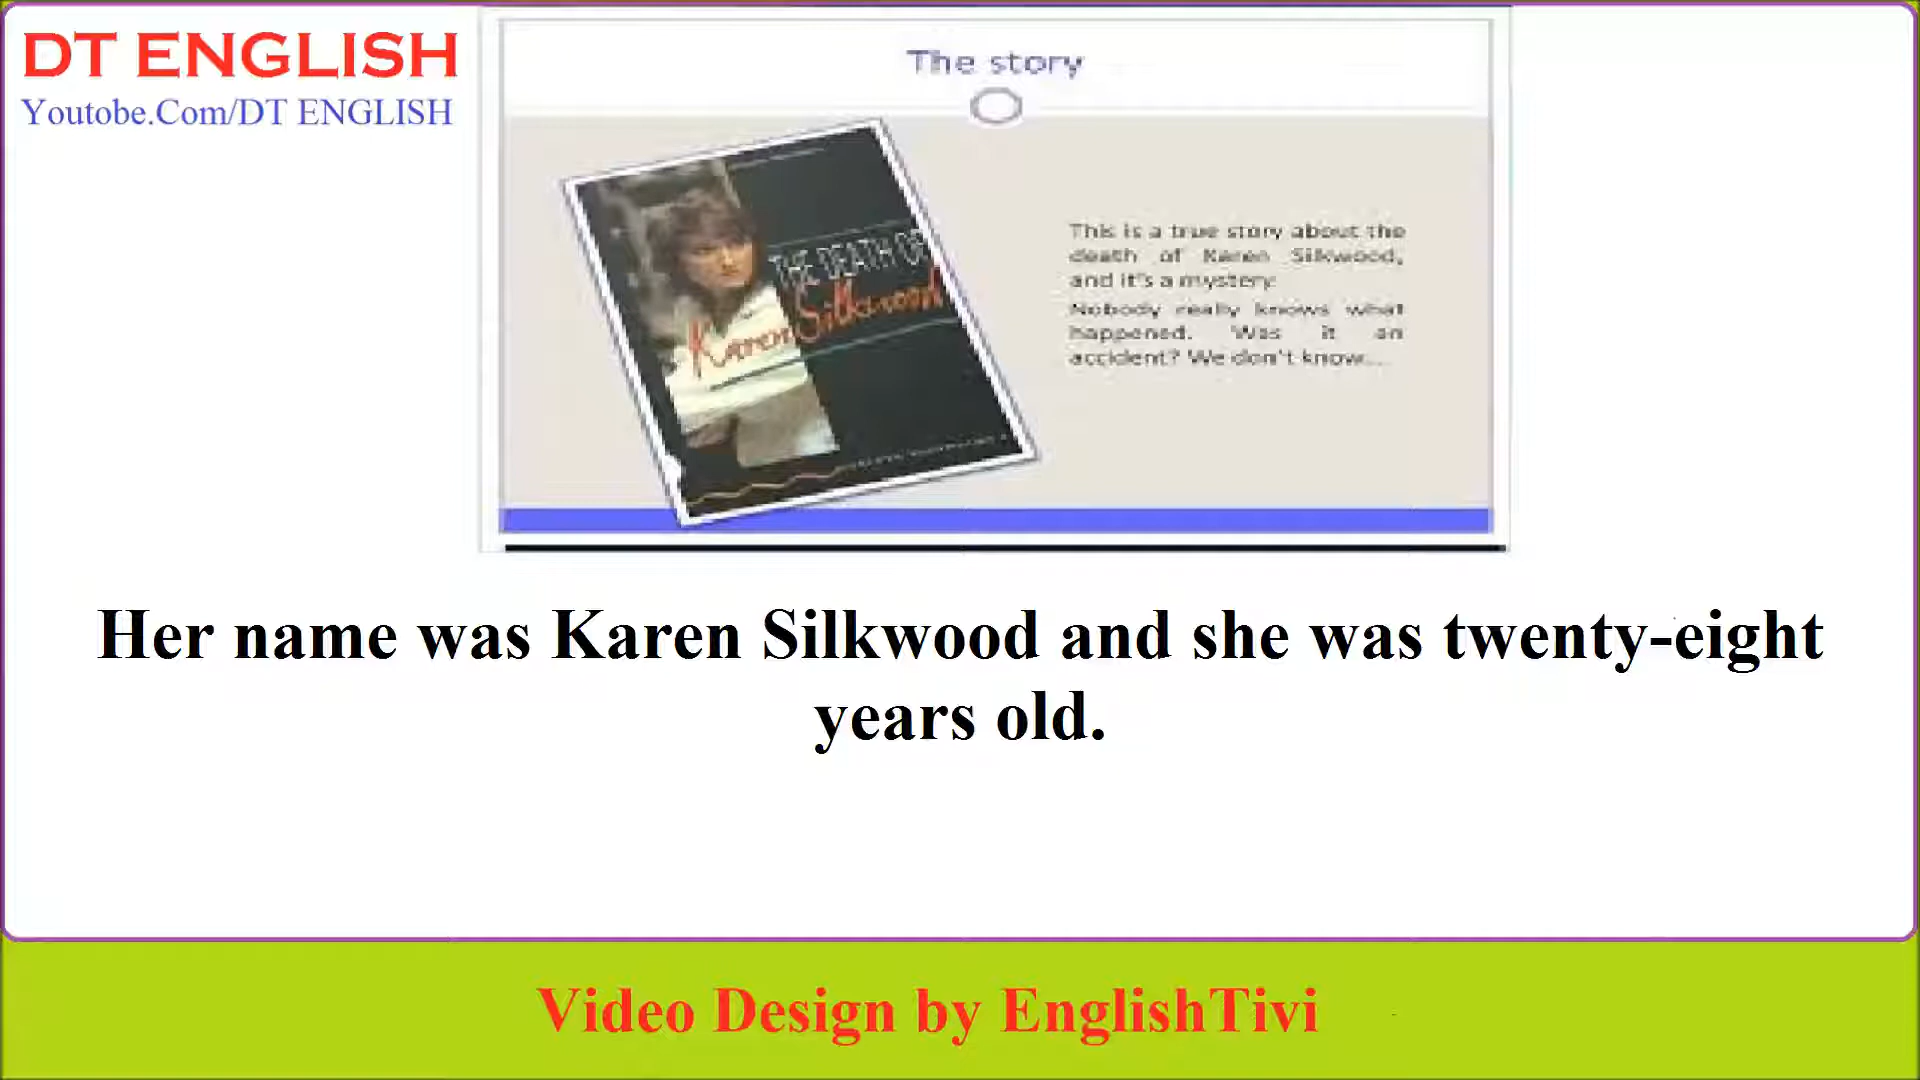 DT ENGLISH
Youtobe.Com/DT ENGLISH
The story
THE DEATH OF
Karen Silkwood
This is a true story about the
death of Karen Silkwood,
and it's a mystery
Nobody really knows what
happened. Was it an
accident? We don't know...
Her name was Karen Silkwood and she was twenty-eight
years old.
Video Design by EnglishTivi